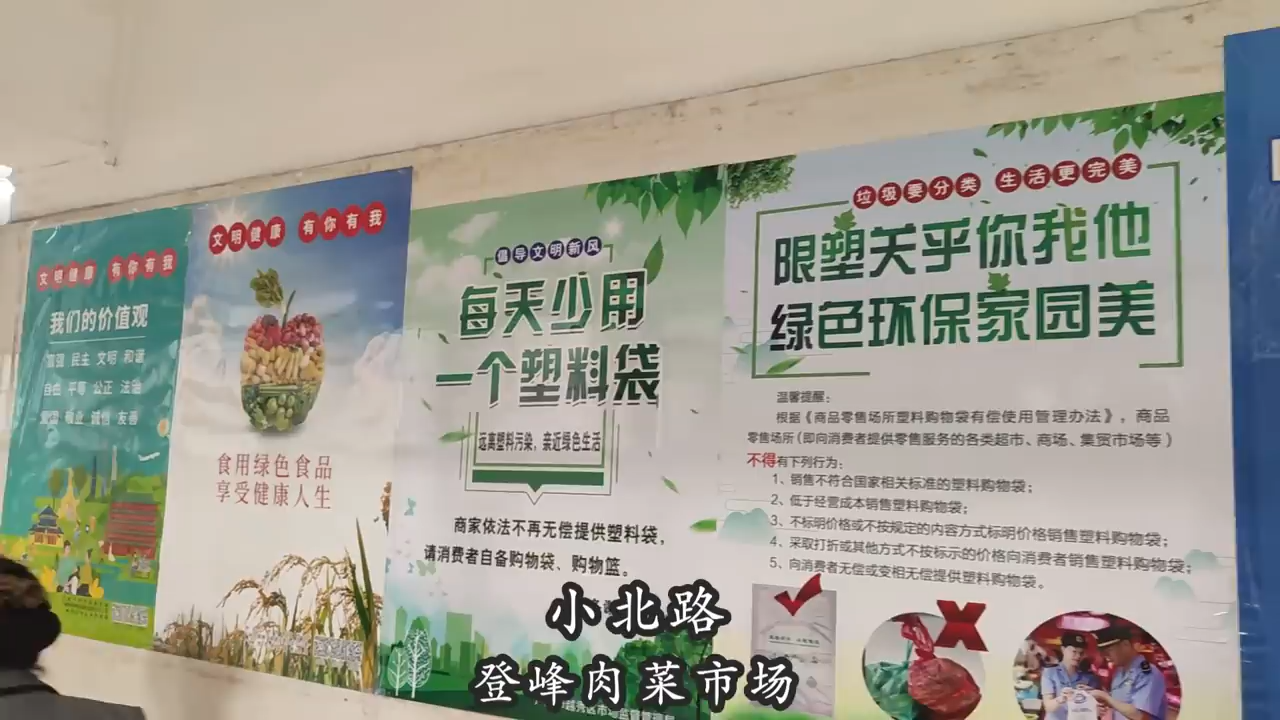 文明健康 有你有我
我们的价值观
富强 民主 文明 和谐
自由 平等 公正 法治
爱国 敬业 诚信 友善
文明健康 有你有我
食用绿色食品
享受健康人生
倡导文明新风
每天少用
一个塑料袋
远离塑料污染,亲近绿色生活
商家依法不再无偿提供塑料袋,
请消费者自备购物袋、购物篮。
垃圾要分类 生活更完美
限塑关乎你我他
绿色环保家园美
温馨提醒:
根据《商品零售场所塑料购物袋有偿使用管理办法》,商品
零售场所(即向消费者提供零售服务的各类超市、商场、集贸市场等)
不得有下列行为:
1、销售不符合国家相关标准的塑料购物袋;
2、低于经营成本销售塑料购物袋;
3、不标明价格或不按规定的内容方式标明价格销售塑料购物袋;
4、采取打折或其他方式不按标示的价格向消费者销售塑料购物袋;
5、向消费者无偿或变相无偿提供塑料购物袋。
小北路
登峰肉菜市场